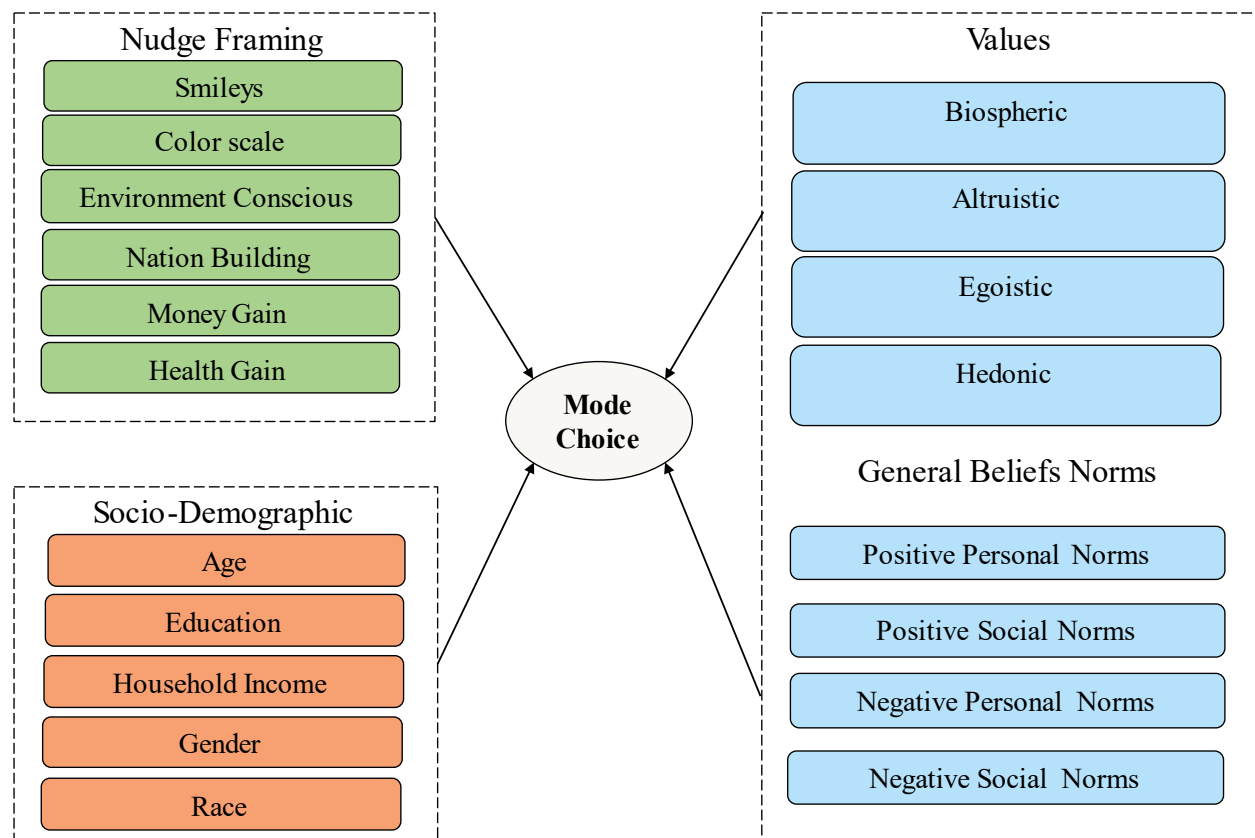 Nudge Framing
Smileys
Color scale
Environment Conscious
Nation Building
Money Gain
Health Gain
Socio-Demographic
Age
Education
Household Income
Gender
Race
Mode
Choice
Values
Biospheric
Altruistic
Egoistic
Hedonic
General Beliefs Norms
Positive Personal Norms
Positive Social Norms
Negative Personal Norms
Negative Social Norms